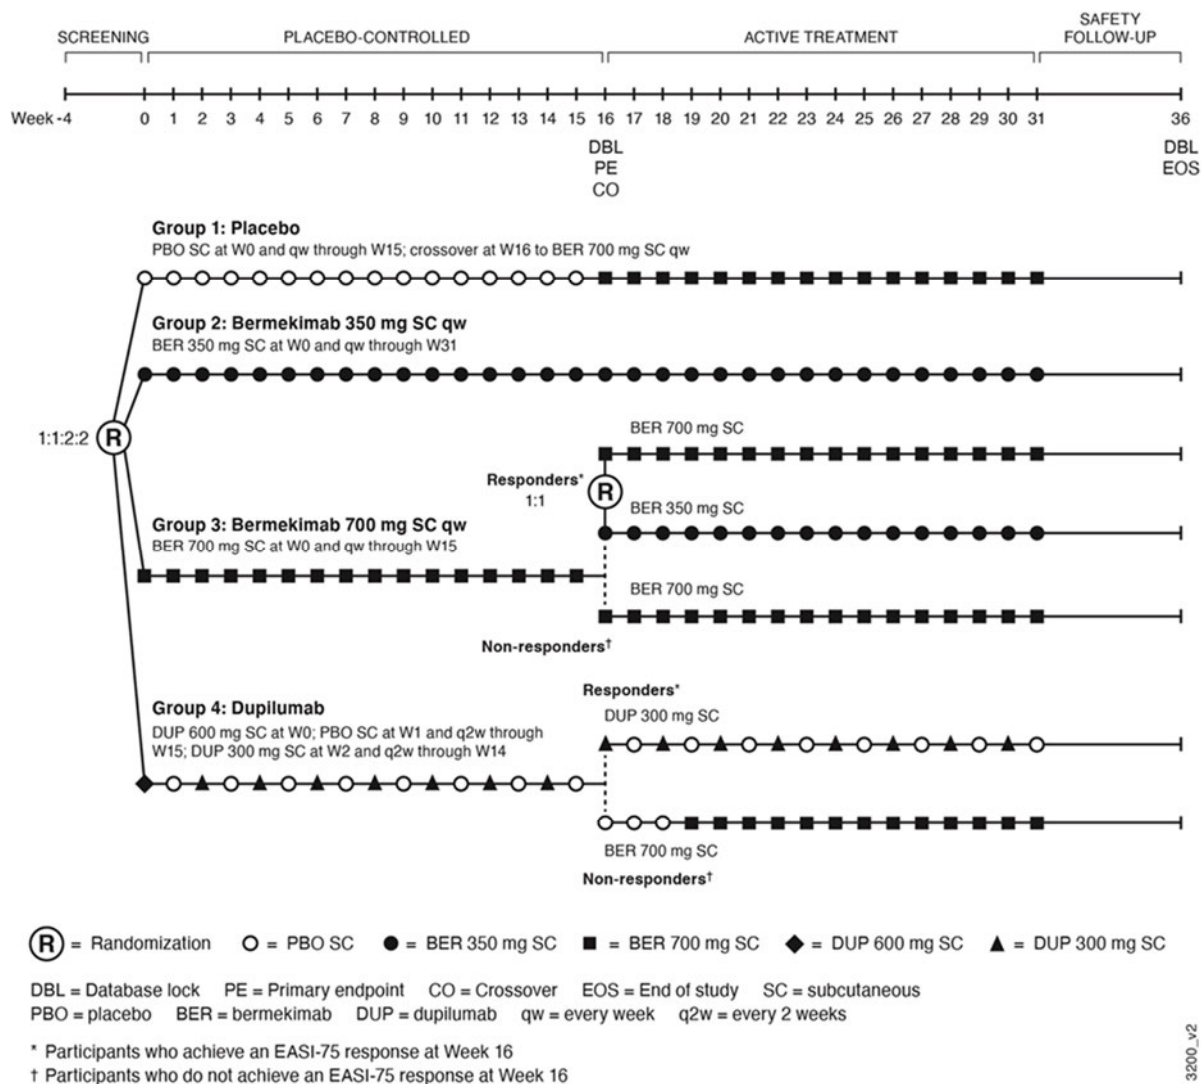 SCREENING PLACEBO-CONTROLLED ACTIVE TREATMENT SAFETY FOLLOW-UP
Week -4 0 1 2 3 4 5 6 7 8 9 10 11 12 13 14 15 16 17 18 19 20 21 22 23 24 25 26 27 28 29 30 31 36
DBL DBL
PE EOS
CO
Group 1: Placebo
PBO SC at W0 and qw through W15; crossover at W16 to BER 700 mg SC qw
Group 2: Bermekimab 350 mg SC qw
BER 350 mg SC at W0 and qw through W31
1:1:2:2 R
BER 700 mg SC
Responders*
1:1
R
BER 350 mg SC
Group 3: Bermekimab 700 mg SC qw
BER 700 mg SC at W0 and qw through W15
BER 700 mg SC
Non-responders†
Responders*
Group 4: Dupilumab
DUP 300 mg SC
DUP 600 mg SC at W0; PBO SC at W1 and q2w through
W15; DUP 300 mg SC at W2 and q2w through W14
BER 700 mg SC
Non-responders†
R = Randomization = PBO SC = BER 350 mg SC = BER 700 mg SC = DUP 600 mg SC = DUP 300 mg SC
DBL = Database lock PE = Primary endpoint CO = Crossover EOS = End of study SC = subcutaneous
PBO = placebo BER = bermekimab DUP = dupilumab qw = every week q2w = every 2 weeks
* Participants who achieve an EASI-75 response at Week 16
† Participants who do not achieve an EASI-75 response at Week 16
3200_v2